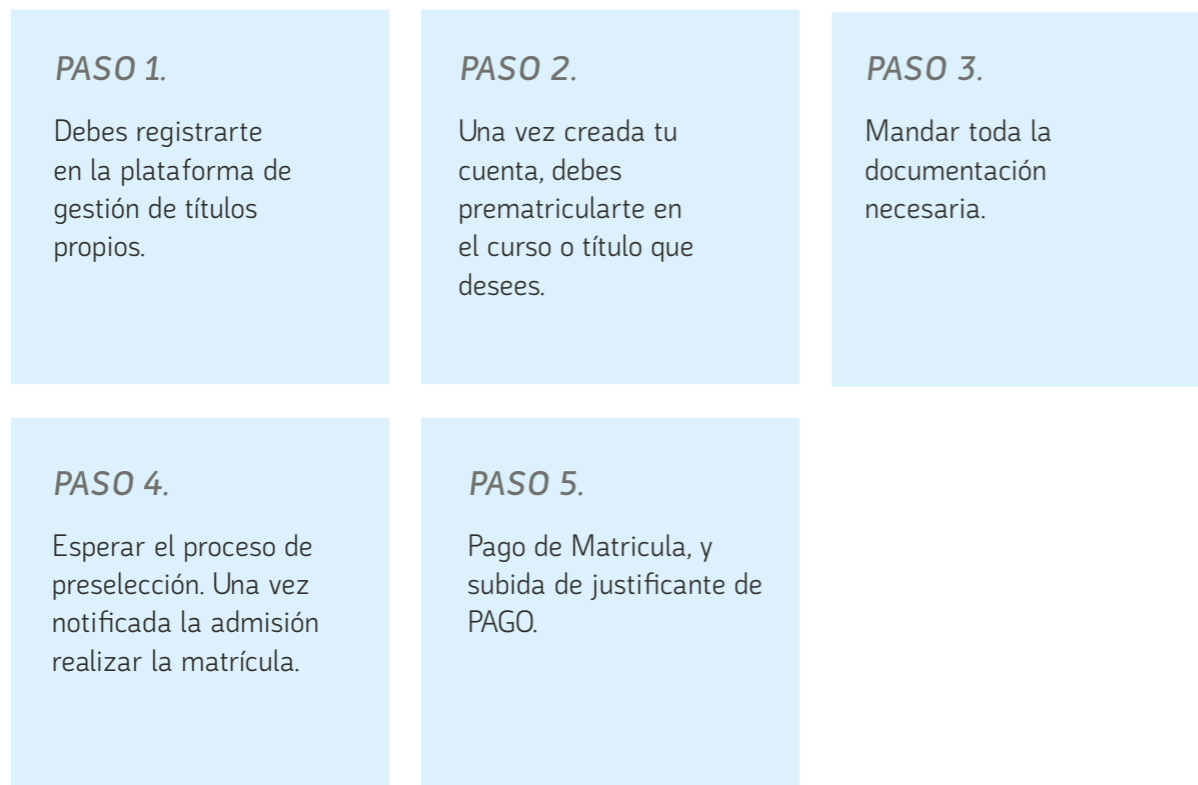 PASO 1.
Debes registrarte
en la plataforma de
gestión de títulos
propios.
PASO 2.
Una vez creada tu
cuenta, debes
prematricularte en
el curso o título que
desees.
PASO 3.
Mandar toda la
documentación
necesaria.
PASO 4.
Esperar el proceso de
preselección. Una vez
notificada la admisión
realizar la matrícula.
PASO 5.
Pago de Matricula, y
subida de justificante de
PAGO.